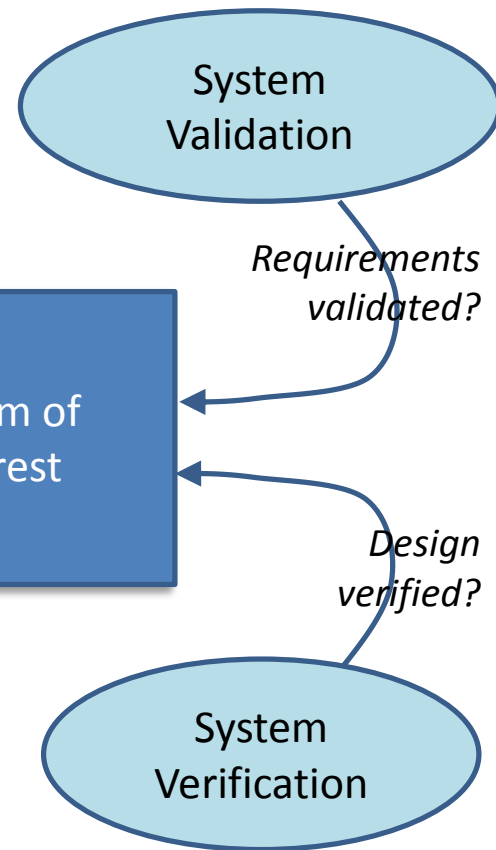 System
Validation
Requirements
validated?
m of
rest
Design
verified?
System
Verification